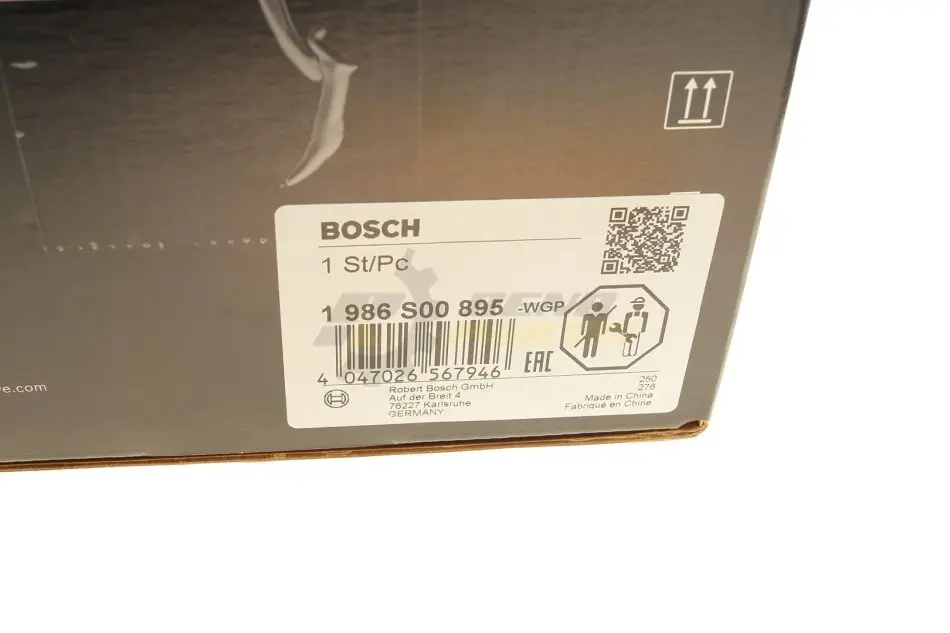 BOSCH
1 St/Pc
1 986 S00 895 -WGP
4 047026 567946
EAC
Robert Bosch GmbH
Auf der Breit 4
76227 Karlsruhe
GERMANY
250
276
Made in China
Fabriqué en Chine
e.com